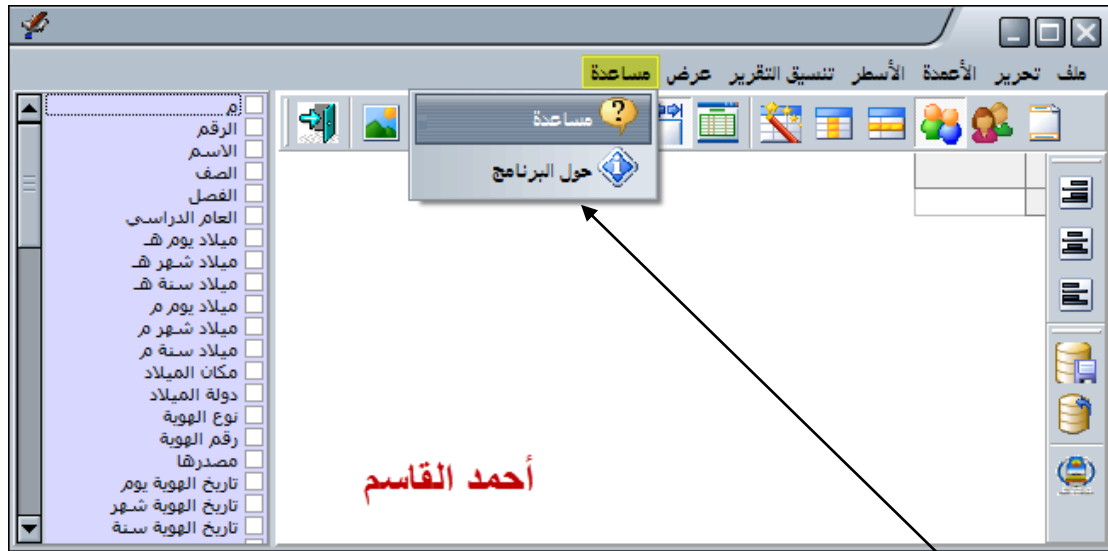 ملف تحرير الأعمدة الأسطر تنسيق التقرير عرض مساعدة
مساعدة
حول البرنامج
م
الرقم
الاسم
الصف
الفصل
العام الدراسي
ميلاد يوم هـ
ميلاد شهر هـ
ميلاد سنة هـ
ميلاد يوم م
ميلاد شهر م
ميلاد سنة م
مكان الميلاد
دولة الميلاد
نوع الهوية
رقم الهوية
مصدرها
تاريخ الهوية يوم
تاريخ الهوية شهر
تاريخ الهوية سنة
أحمد القاسم